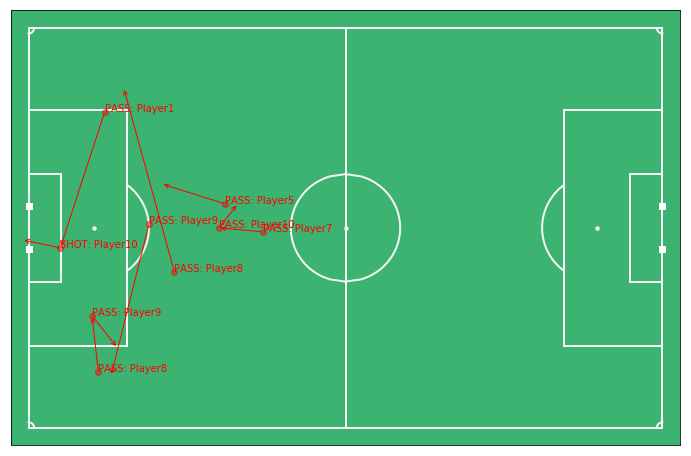 PASS: Player1
PASS: Player5
PASS: Player9
PASS: Player10
PASS: Player7
SHOT: Player10
PASS: Player8
PASS: Player9
PASS: Player8